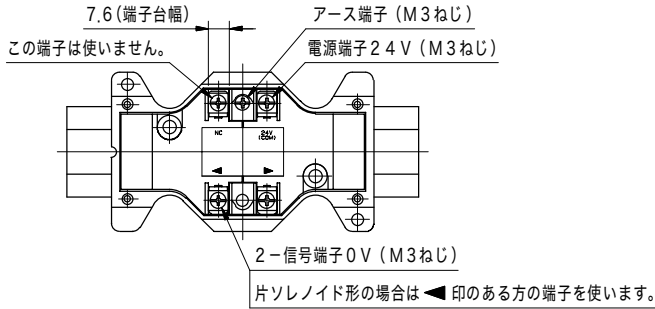 7.6(端子台幅)
アース端子(M3ねじ)
この端子は使いません。
電源端子24V(M3ねじ)
NC
24V
(COM)
◀ ▶
2-信号端子0V(M3ねじ)
片ソレノイド形の場合は ◀ 印のある方の端子を使います。